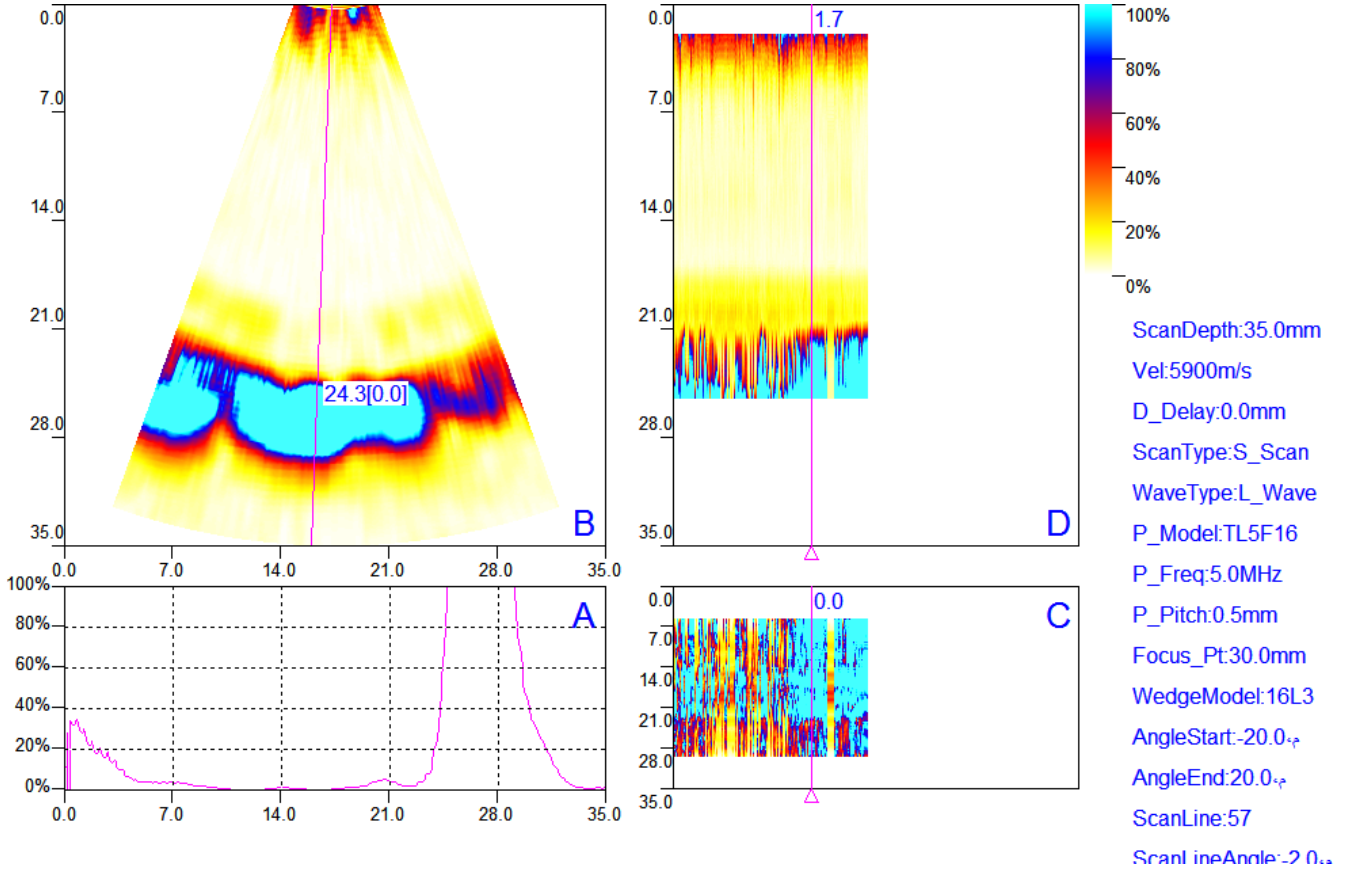 0.0
7.0
14.0
21.0
28.0
35.0
24.3[0.0]
B
0.0 7.0 14.0 21.0 28.0 35.0
0.0
7.0
14.0
21.0
28.0
35.0
1.7
D
100%
80%
60%
40%
20%
0%
100%
80%
60%
40%
20%
0%
A
0.0 7.0 14.0 21.0 28.0 35.0
0.0
7.0
14.0
21.0
28.0
35.0
0.0
C
ScanDepth:35.0mm
Vel:5900m/s
D_Delay:0.0mm
ScanType:S_Scan
WaveType:L_Wave
P_Model:TL5F16
P_Freq:5.0MHz
P_Pitch:0.5mm
Focus_Pt:30.0mm
WedgeModel:16L3
AngleStart:-20.0
AngleEnd:20.0
ScanLine:57
ScanLineAngle:-2.0